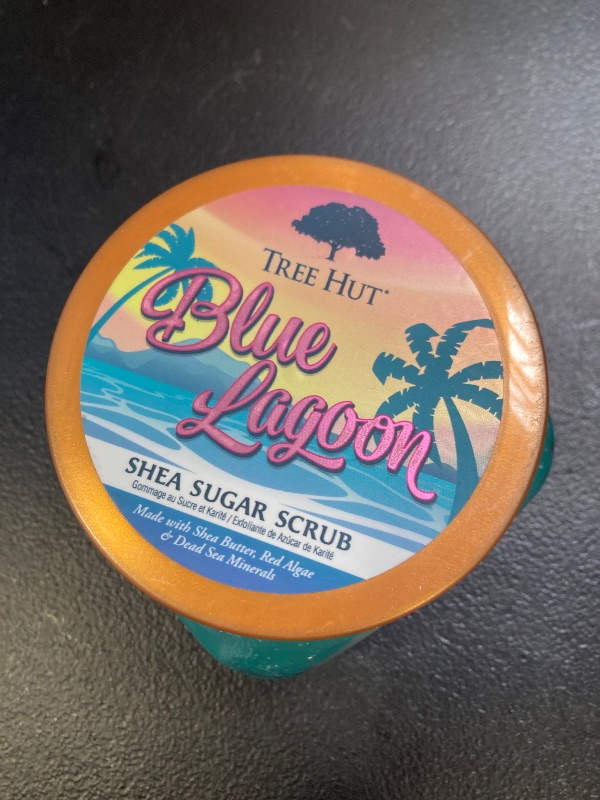 TREE HUT®
Blue
Lagoon
SHEA SUGAR SCRUB
Gommage au Sucre et Karité / Exfoliante de Azúcar de Karité
Made with Shea Butter, Red Algae
& Dead Sea Minerals